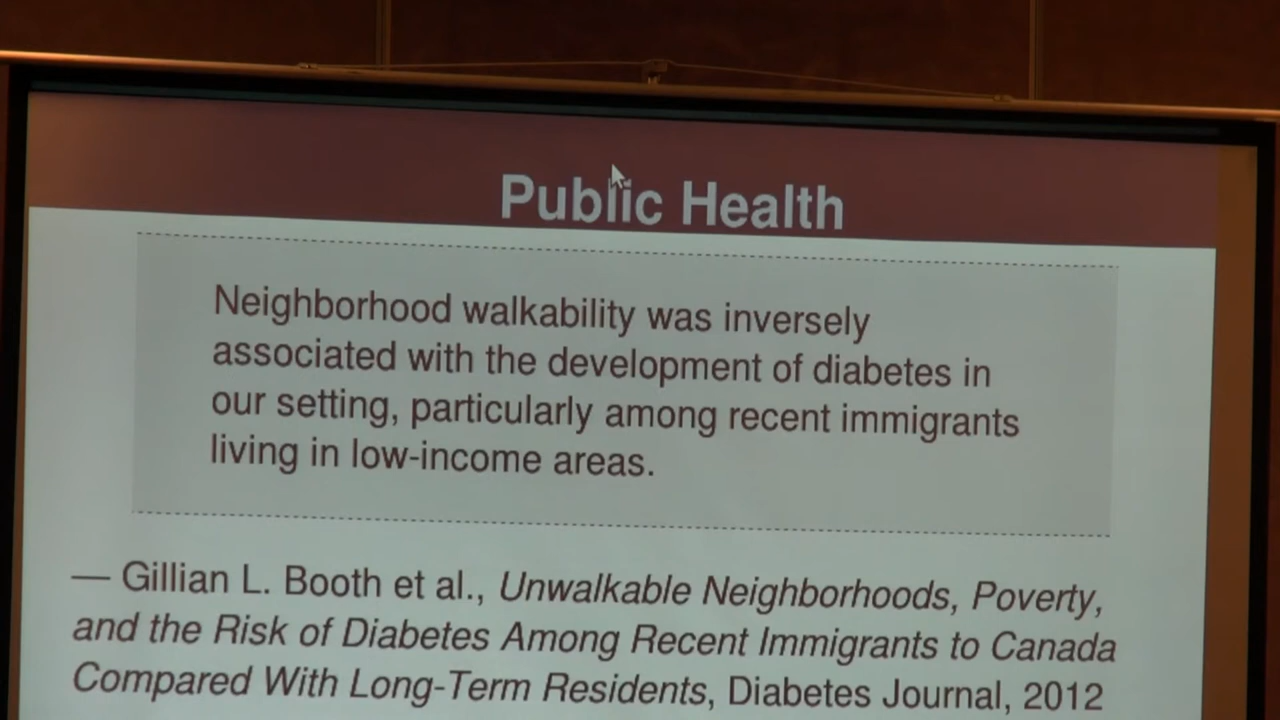 Public Health
Neighborhood walkability was inversely
associated with the development of diabetes in
our setting, particularly among recent immigrants
living in low-income areas.
— Gillian L. Booth et al., Unwalkable Neighborhoods, Poverty,
and the Risk of Diabetes Among Recent Immigrants to Canada
Compared With Long-Term Residents, Diabetes Journal, 2012